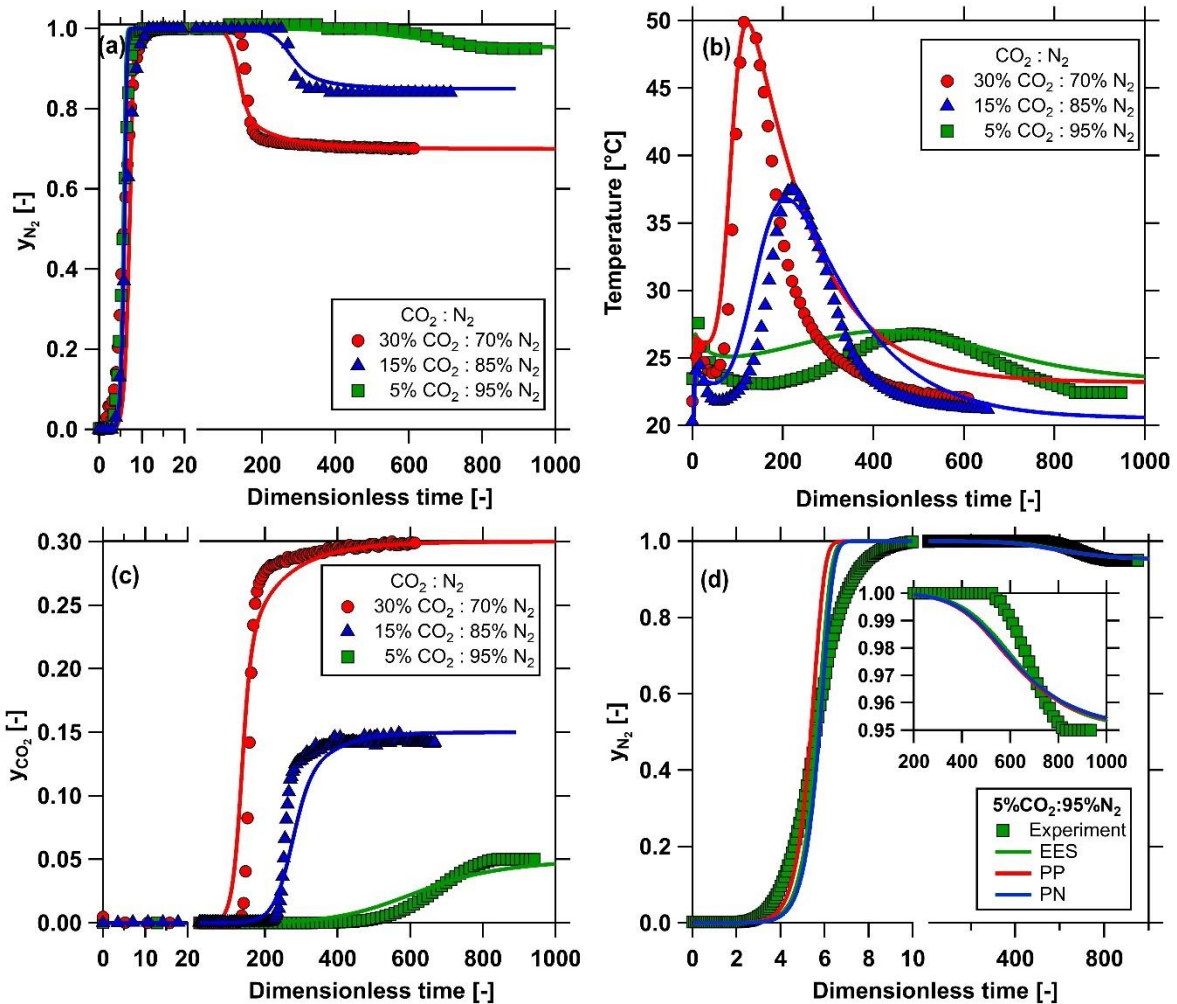 (a)
1.0
0.8
0.6
0.4
0.2
0.0
y N₂ [-]
CO₂ : N₂
30% CO₂ : 70% N₂
15% CO₂ : 85% N₂
5% CO₂ : 95% N₂
0 10 20 200 400 600 800 1000
Dimensionless time [-]
(b)
50
45
40
35
30
25
20
Temperature [°C]
CO₂ : N₂
30% CO₂ : 70% N₂
15% CO₂ : 85% N₂
5% CO₂ : 95% N₂
0 200 400 600 800 1000
Dimensionless time [-]
(c)
0.30
0.25
0.20
0.15
0.10
0.05
0.00
y CO₂ [-]
CO₂ : N₂
30% CO₂ : 70% N₂
15% CO₂ : 85% N₂
5% CO₂ : 95% N₂
0 10 20 200 400 600 800 1000
Dimensionless time [-]
(d)
1.0
0.8
0.6
0.4
0.2
0.0
y N₂ [-]
1.00
0.99
0.98
0.97
0.96
0.95
200 400 600 800 1000
5%CO₂:95%N₂
Experiment
EES
PP
PN
0 2 4 6 8 10 400 800
Dimensionless time [-]